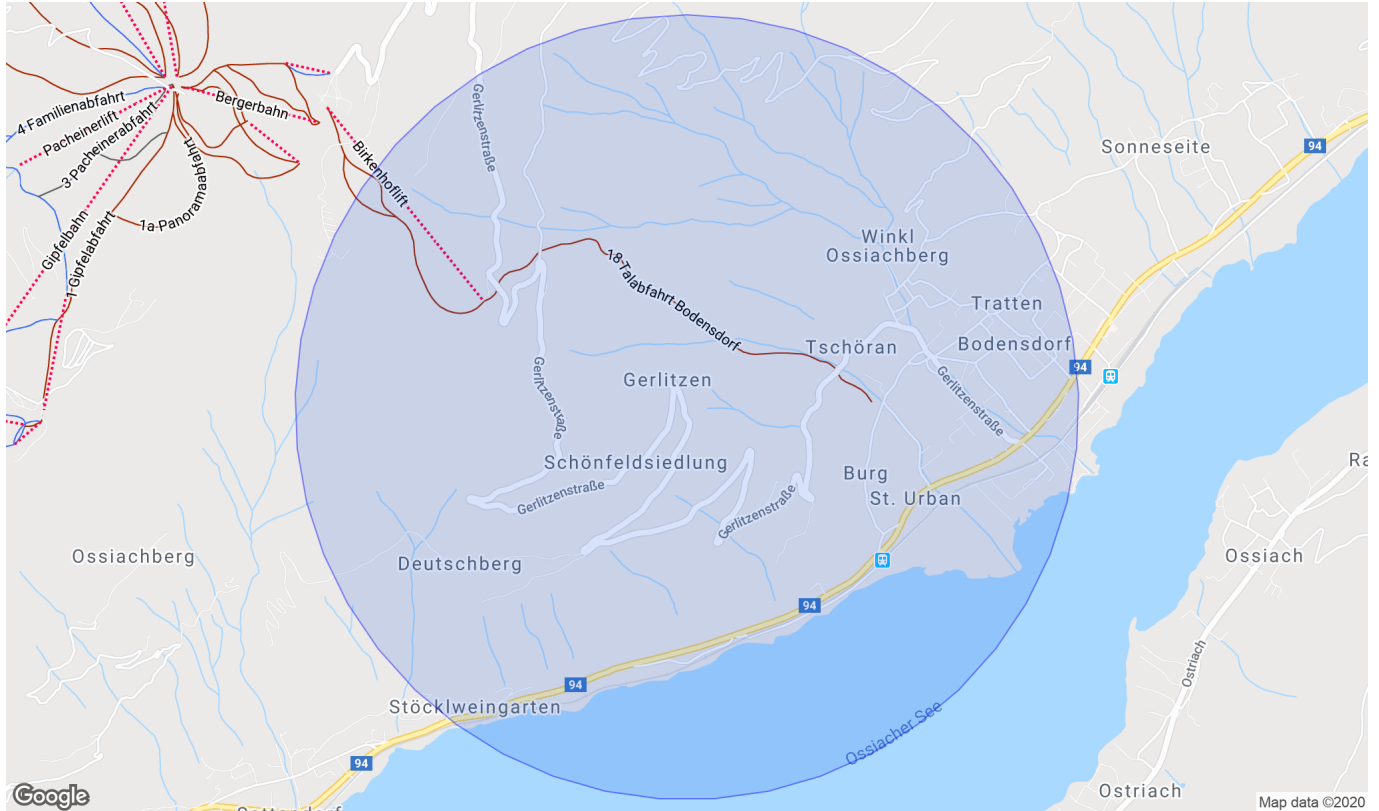 4-Familienabfahrt
Pacheinerlift
3-Pacheinerabfahrt
Bergerbahn
Birkenhoflift
1a-Panoramaabfahrt
Gipfelbahn
1-Gipfelabfahrt
Gerlitzenstraße
Sonneseite
94
Winkl
Ossiachberg
18-Talabfahrt-Bodensdorf
Tratten
Bodensdorf
Tschöran
94
Gerlitzen
Gerlitzenstraße
Gerlitzenstraße
Schönfeldsiedlung
Gerlitzenstraße
Gerlitzenstraße
Burg
St. Urban
Ossiachberg
Deutschberg
Ossiach
94
Ostriach
94
Stöcklweingarten
Ossiacher See
94
Ostriach
Google
Map data ©2020